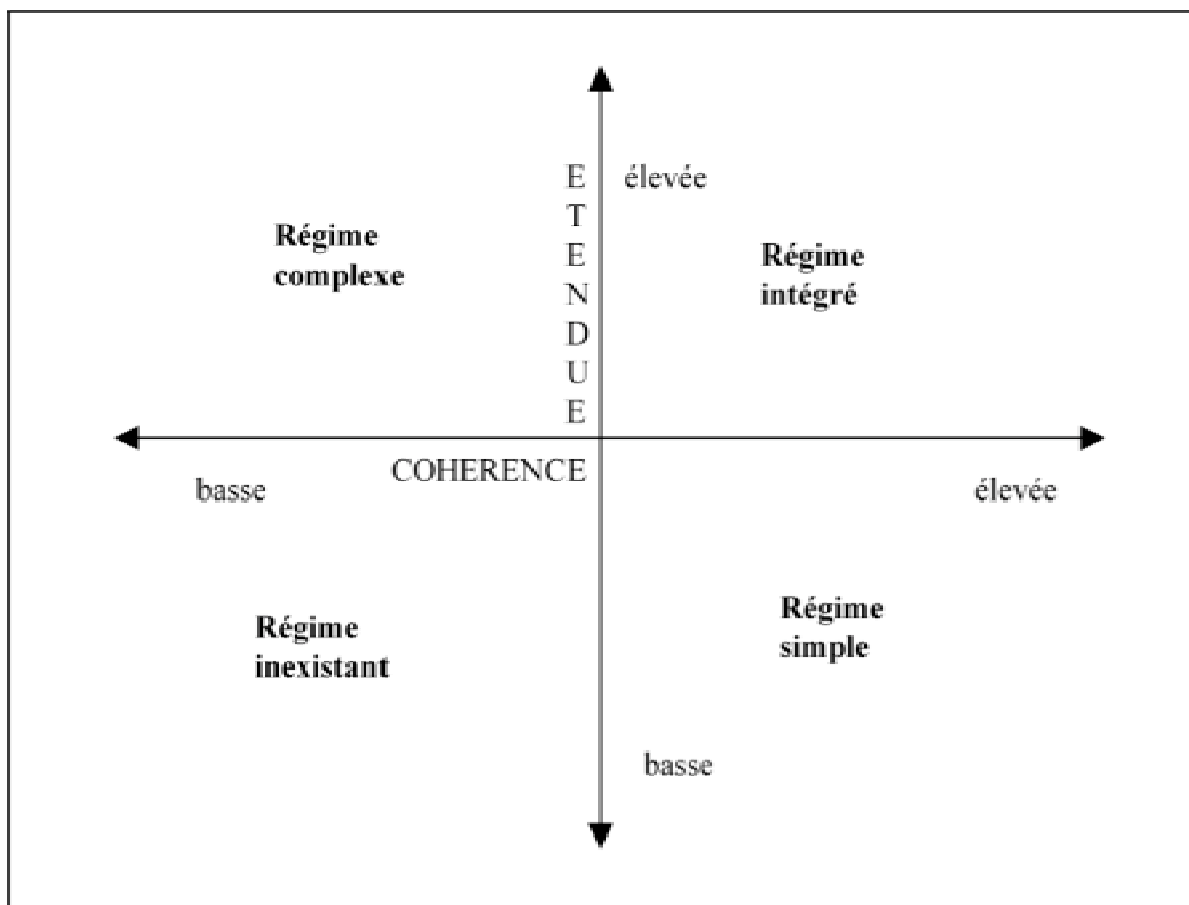 E
T
E
N
D
U
E
élevée
Régime
complexe
Régime
intégré
COHERENCE
basse
élevée
Régime
inexistant
Régime
simple
basse